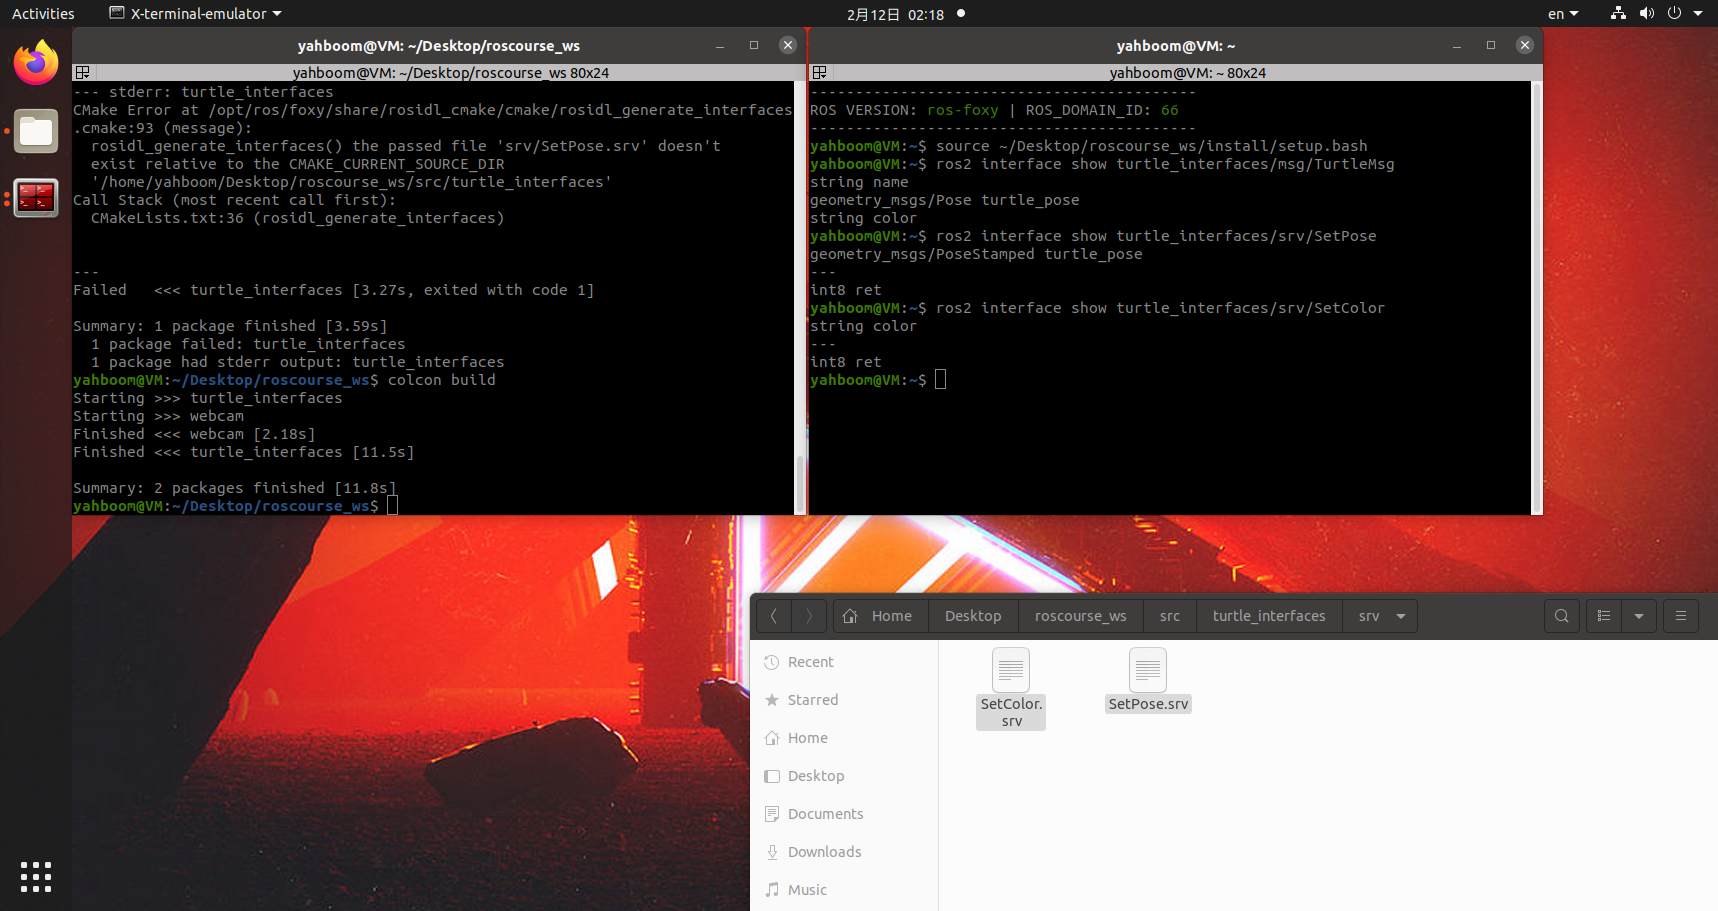 Activities
X-terminal-emulator
2月12日 02:18
en
yahboom@VM: ~/Desktop/roscourse_ws
yahboom@VM: ~/Desktop/roscourse_ws 80x24
--- stderr: turtle_interfaces
CMake Error at /opt/ros/foxy/share/rosidl_cmake/cmake/rosidl_generate_interfaces
.cmake:93 (message):
  rosidl_generate_interfaces() the passed file 'srv/SetPose.srv' doesn't
  exist relative to the CMAKE_CURRENT_SOURCE_DIR
  '/home/yahboom/Desktop/roscourse_ws/src/turtle_interfaces'
Call Stack (most recent call first):
  CMakeLists.txt:36 (rosidl_generate_interfaces)
---
Failed   <<< turtle_interfaces [3.27s, exited with code 1]
Summary: 1 package finished [3.59s]
  1 package failed: turtle_interfaces
  1 package had stderr output: turtle_interfaces
yahboom@VM:~/Desktop/roscourse_ws$ colcon build
Starting >>> turtle_interfaces
Starting >>> webcam
Finished <<< webcam [2.18s]
Finished <<< turtle_interfaces [11.5s]
Summary: 2 packages finished [11.8s]
yahboom@VM:~/Desktop/roscourse_ws$
yahboom@VM: ~
yahboom@VM: ~ 80x24
-------------------------------------------
ROS VERSION: ros-foxy | ROS_DOMAIN_ID: 66
-------------------------------------------
yahboom@VM:~$ source ~/Desktop/roscourse_ws/install/setup.bash
yahboom@VM:~$ ros2 interface show turtle_interfaces/msg/TurtleMsg
string name
geometry_msgs/Pose turtle_pose
string color
yahboom@VM:~$ ros2 interface show turtle_interfaces/srv/SetPose
geometry_msgs/PoseStamped turtle_pose
---
int8 ret
yahboom@VM:~$ ros2 interface show turtle_interfaces/srv/SetColor
string color
---
int8 ret
yahboom@VM:~$
Home
Desktop
roscourse_ws
src
turtle_interfaces
srv
Recent
Starred
Home
Desktop
Documents
Downloads
Music
SetColor.
srv
SetPose.srv